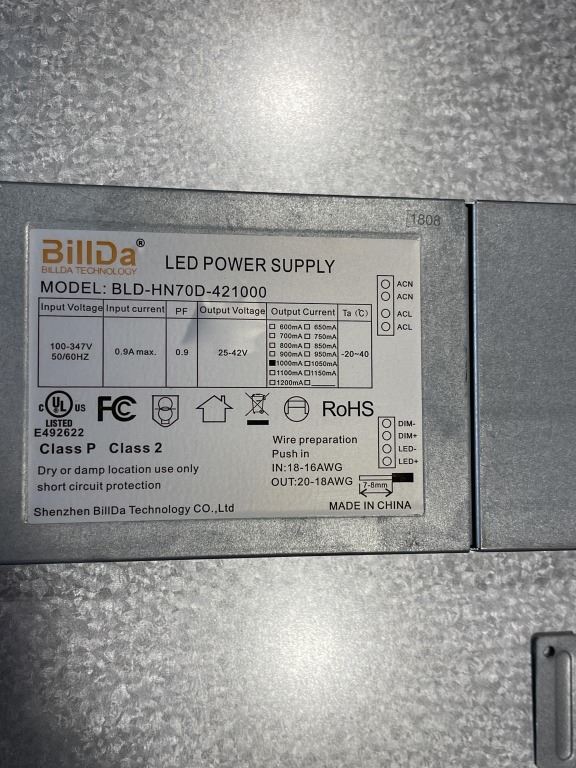 1808
BillDa®
BILLDA TECHNOLOGY
LED POWER SUPPLY
MODEL: BLD-HN70D-421000
ACN
ACN
ACL
ACL
Input Voltage Input current PF Output Voltage Output Current Ta (℃)
100-347V
50/60HZ
0.9A max.
0.9
25-42V
□ 600mA □ 650mA
□ 700mA □ 750mA
□ 800mA □ 850mA
□ 900mA □ 950mA
■ 1000mA □ 1050mA
□ 1100mA □ 1150mA
□ 1200mA □______
-20~40
c UL us
LISTED
E492622
FC
RoHS
Class P Class 2
Dry or damp location use only
short circuit protection
Wire preparation
Push in
IN:18-16AWG
OUT:20-18AWG
DIM-
DIM+
LED-
LED+
7-8mm
Shenzhen BillDa Technology CO.,Ltd
MADE IN CHINA